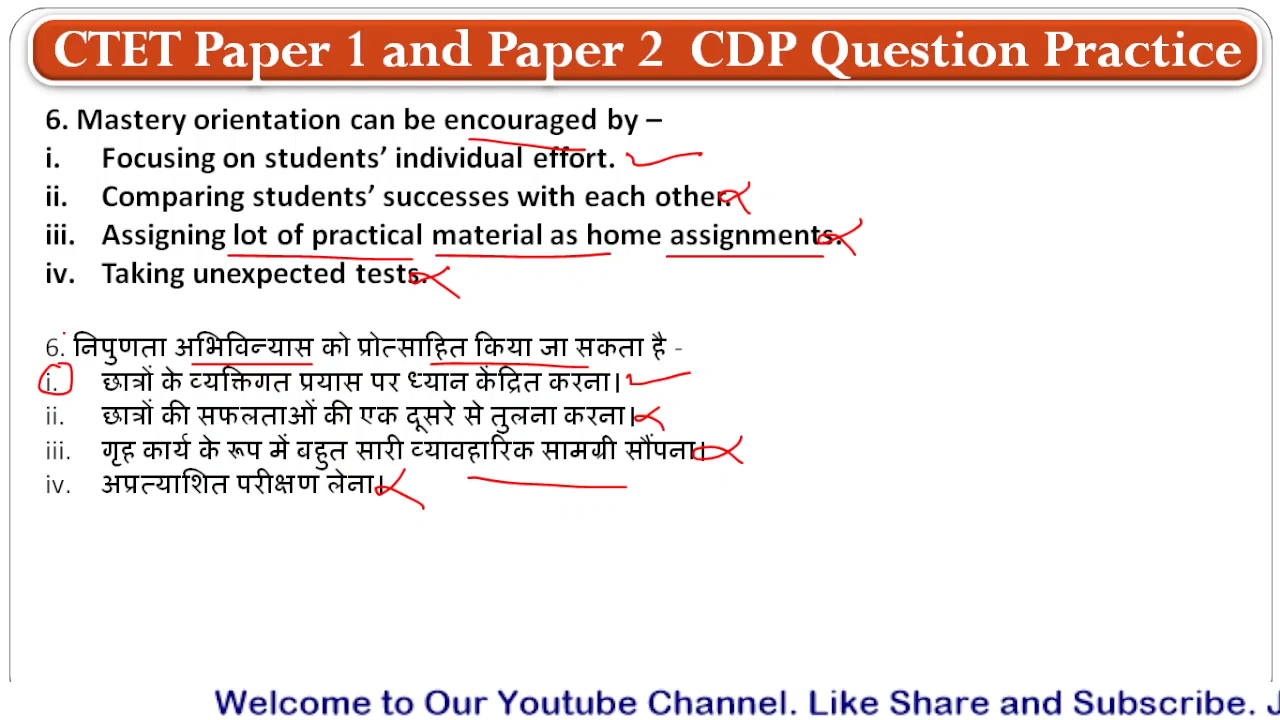 CTET Paper 1 and Paper 2 CDP Question Practice
6. Mastery orientation can be encouraged by –
i. Focusing on students’ individual effort.
ii. Comparing students’ successes with each other.
iii. Assigning lot of practical material as home assignments.
iv. Taking unexpected tests.
6. निपुणता अभिविन्यास को प्रोत्साहित किया जा सकता है -
i. छात्रों के व्यक्तिगत प्रयास पर ध्यान केंद्रित करना।
ii. छात्रों की सफलताओं की एक दूसरे से तुलना करना।
iii. गृह कार्य के रूप में बहुत सारी व्यावहारिक सामग्री सौंपना।
iv. अप्रत्याशित परीक्षण लेना।
Welcome to Our Youtube Channel. Like Share and Subscribe. J